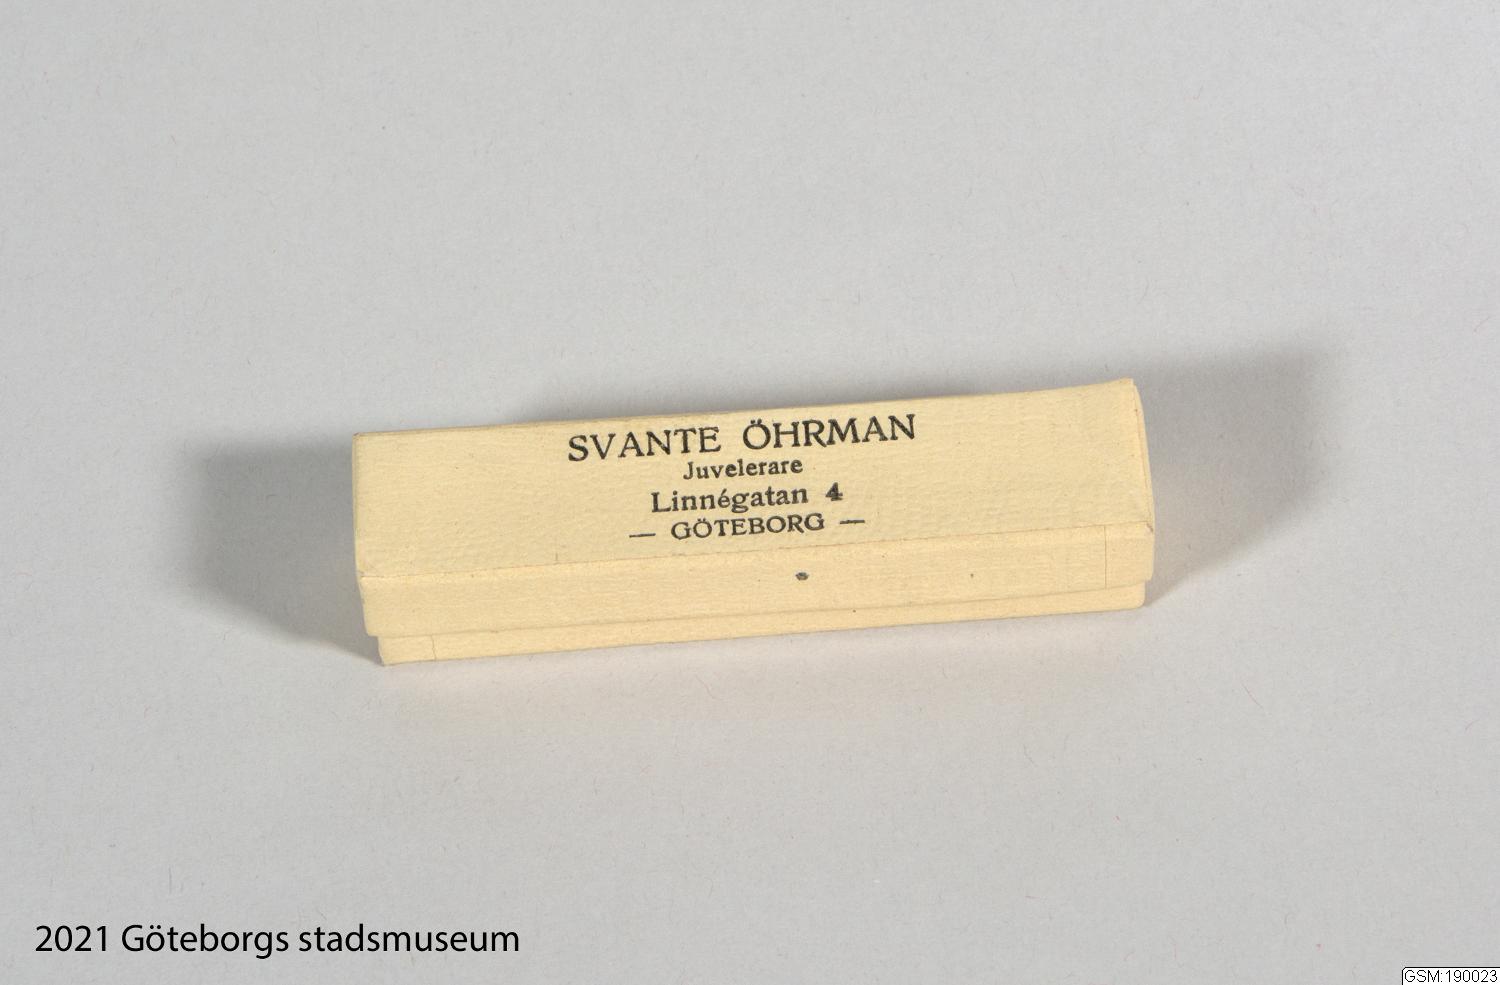 SVANTE ÖHRMAN
Juvelerare
Linnégatan 4
— GÖTEBORG —
2021 Göteborgs stadsmuseum
GSM:190023